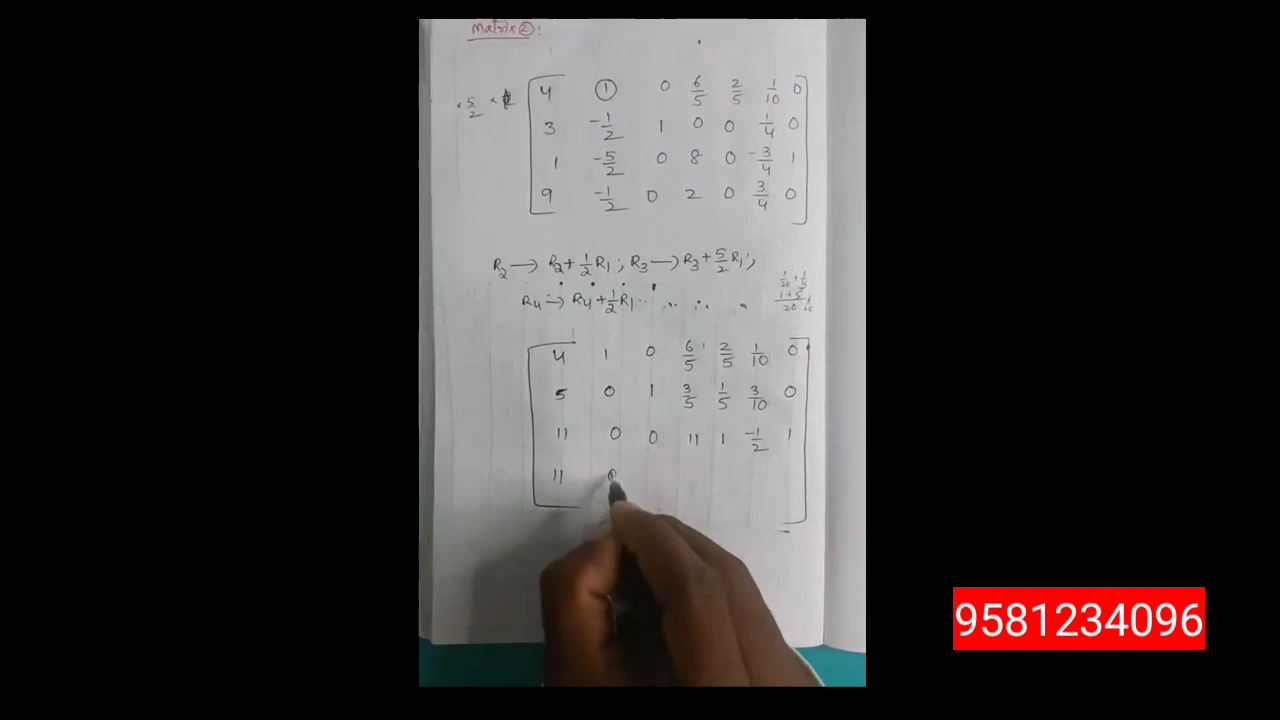 Matrix ②:
4 ① 0 6/5 2/5 1/10 0
3 -1/2 1 0 0 1/4 0
1 -5/2 0 8 0 -3/4 1
9 -1/2 0 2 0 3/4 0
R2 → R2 + 1/2 R1 ; R3 → R3 + 5/2 R1 ;
R4 → R4 + 1/2 R1
4 1 0 6/5 2/5 1/10 0
5 0 1 3/5 1/5 3/10 0
11 0 0 11 1 -1/2 1
11 0
9581234096